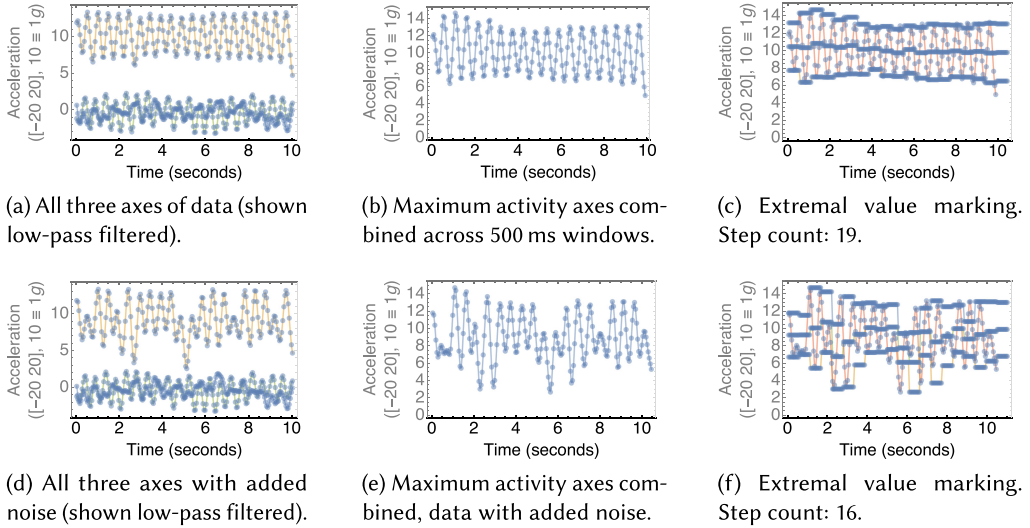 Acceleration
([−20 20], 10 ≡ 1g)
10
5
0
0 2 4 6 8 10
Time (seconds)
(a) All three axes of data (shown
low-pass filtered).
Acceleration
([−20 20], 10 ≡ 1g)
14
12
10
8
6
4
2
0
0 2 4 6 8 10
Time (seconds)
(b) Maximum activity axes com-
bined across 500 ms windows.
Acceleration
([−20 20], 10 ≡ 1g)
14
12
10
8
6
4
2
0
0 2 4 6 8 10
Time (seconds)
(c) Extremal value marking.
Step count: 19.
Acceleration
([−20 20], 10 ≡ 1g)
10
5
0
0 2 4 6 8 10
Time (seconds)
(d) All three axes with added
noise (shown low-pass filtered).
Acceleration
([−20 20], 10 ≡ 1g)
14
12
10
8
6
4
2
0
0 2 4 6 8 10
Time (seconds)
(e) Maximum activity axes com-
bined, data with added noise.
Acceleration
([−20 20], 10 ≡ 1g)
14
12
10
8
6
4
2
0
0 2 4 6 8 10
Time (seconds)
(f) Extremal value marking.
Step count: 16.